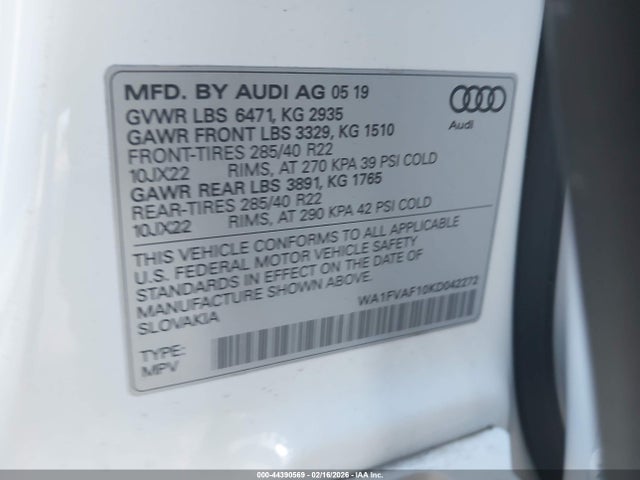 MFD. BY AUDI AG 05 19
GVWR LBS 6471, KG 2935
GAWR FRONT LBS 3329, KG 1510
FRONT-TIRES 285/40 R22
10JX22 RIMS, AT 270 KPA 39 PSI COLD
GAWR REAR LBS 3891, KG 1765
REAR-TIRES 285/40 R22
10JX22 RIMS, AT 290 KPA 42 PSI COLD
THIS VEHICLE CONFORMS TO ALL APPLICABLE
U.S. FEDERAL MOTOR VEHICLE SAFETY
STANDARDS IN EFFECT ON THE DATE OF
MANUFACTURE SHOWN ABOVE.
SLOVAKIA
WA1FVAF10KD042272
TYPE:
MPV
Audi
000-44390569 - 02/16/2026 - IAAI, Inc.